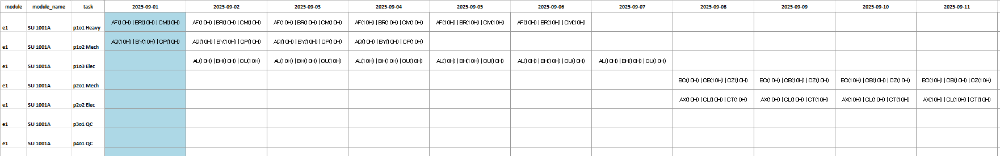 module module_name task 2025-09-01 2025-09-02 2025-09-03 2025-09-04 2025-09-05 2025-09-06 2025-09-07 2025-09-08 2025-09-09 2025-09-10 2025-09-11
e1 SU 1001A p1o1 Heavy AF(10H) | BR(10H) | CM(10H) AF(10H) | BR(10H) | CM(10H) AF(10H) | BR(10H) | CM(10H) AF(10H) | BR(10H) | CM(10H) AF(10H) | BR(10H) | CM(10H) AF(10H) | BR(10H) | CM(10H)
e1 SU 1001A p1o2 Mech AQ(10H) | BY(10H) | CP(10H) AQ(10H) | BY(10H) | CP(10H) AQ(10H) | BY(10H) | CP(10H) AQ(10H) | BY(10H) | CP(10H)
e1 SU 1001A p1o3 Elec AL(10H) | BH(10H) | CU(10H) AL(10H) | BH(10H) | CU(10H) AL(10H) | BH(10H) | CU(10H) AL(10H) | BH(10H) | CU(10H) AL(10H) | BH(10H) | CU(10H) AL(10H) | BH(10H) | CU(10H)
e1 SU 1001A p2o1 Mech BC(10H) | CB(10H) | CZ(10H) BC(10H) | CB(10H) | CZ(10H) BC(10H) | CB(10H) | CZ(10H) BC(10H) | CB(10H) | CZ(10H)
e1 SU 1001A p2o2 Elec AX(10H) | CL(10H) | CT(10H) AX(10H) | CL(10H) | CT(10H) AX(10H) | CL(10H) | CT(10H) AX(10H) | CL(10H) | CT(10H)
e1 SU 1001A p3o1 QC
e1 SU 1001A p4o1 QC